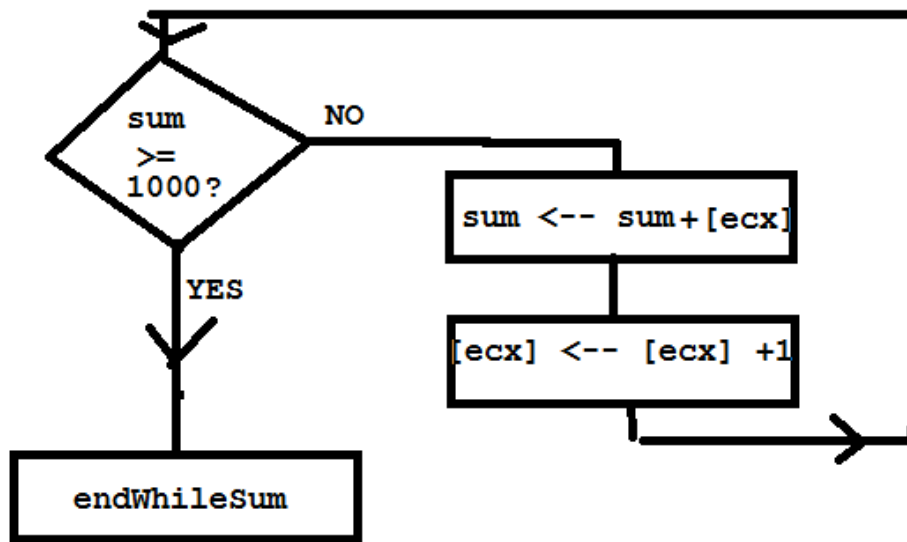 sum
>=
1000?
NO
sum <-- sum+[ecx]
YES
[ecx] <-- [ecx] +1
endWhileSum